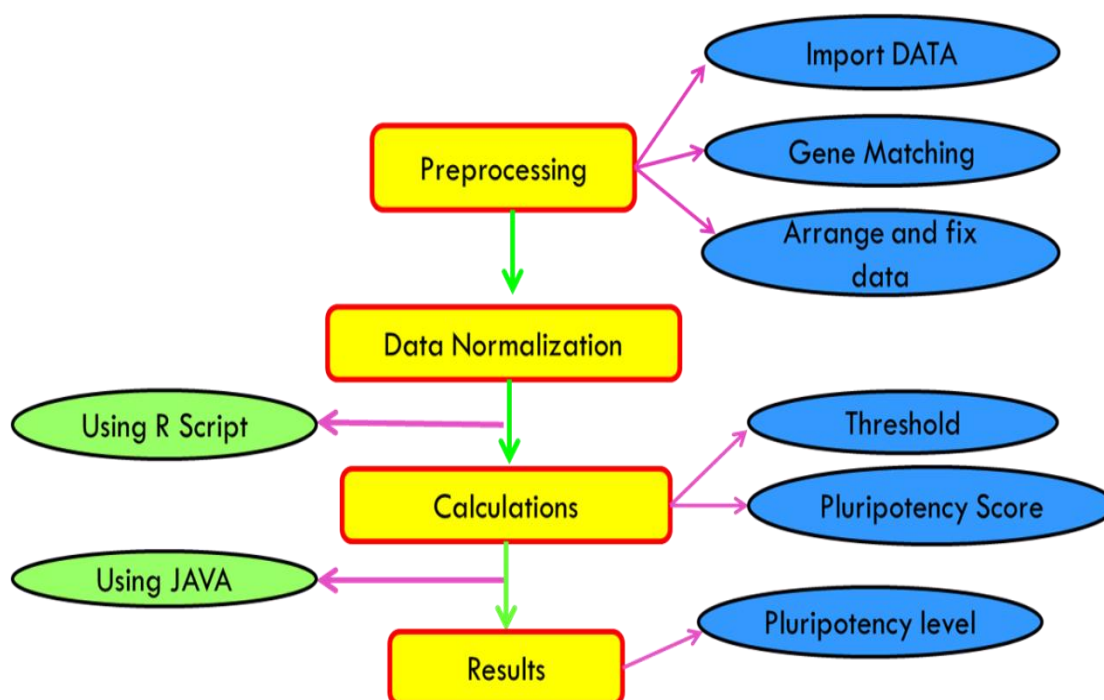 Import DATA
Preprocessing
Gene Matching
Arrange and fix
data
Data Normalization
Using R Script
Threshold
Calculations
Pluripotency Score
Using JAVA
Pluripotency level
Results